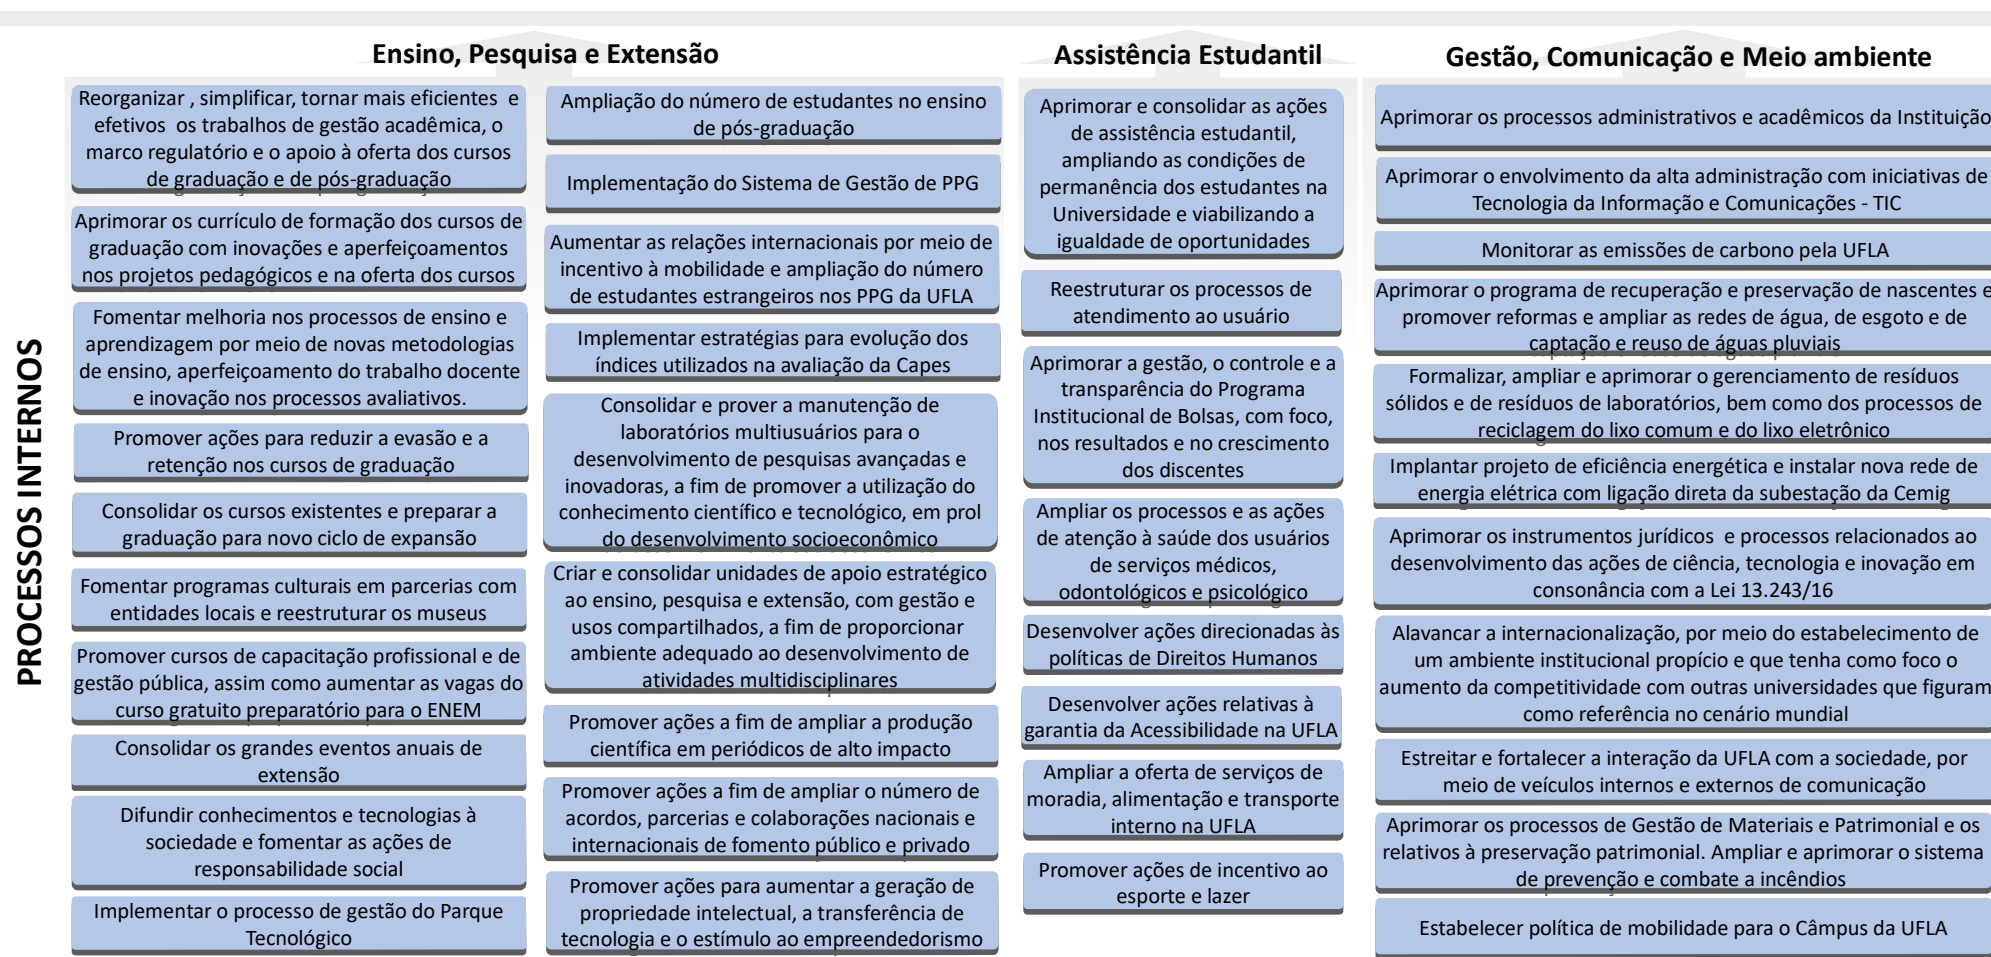 PROCESSOS INTERNOS
Ensino, Pesquisa e Extensão
Reorganizar , simplificar, tornar mais eficientes e
efetivos os trabalhos de gestão acadêmica, o
marco regulatório e o apoio à oferta dos cursos
de graduação e de pós-graduação
Aprimorar os currículo de formação dos cursos de
graduação com inovações e aperfeiçoamentos
nos projetos pedagógicos e na oferta dos cursos
Fomentar melhoria nos processos de ensino e
aprendizagem por meio de novas metodologias
de ensino, aperfeiçoamento do trabalho docente
e inovação nos processos avaliativos.
Promover ações para reduzir a evasão e a
retenção nos cursos de graduação
Consolidar os cursos existentes e preparar a
graduação para novo ciclo de expansão
Fomentar programas culturais em parcerias com
entidades locais e reestruturar os museus
Promover cursos de capacitação profissional e de
gestão pública, assim como aumentar as vagas do
curso gratuito preparatório para o ENEM
Consolidar os grandes eventos anuais de
extensão
Difundir conhecimentos e tecnologias à
sociedade e fomentar as ações de
responsabilidade social
Implementar o processo de gestão do Parque
Tecnológico
Ampliação do número de estudantes no ensino
de pós-graduação
Implementação do Sistema de Gestão de PPG
Aumentar as relações internacionais por meio de
incentivo à mobilidade e ampliação do número
de estudantes estrangeiros nos PPG da UFLA
Implementar estratégias para evolução dos
índices utilizados na avaliação da Capes
Consolidar e prover a manutenção de
laboratórios multiusuários para o
desenvolvimento de pesquisas avançadas e
inovadoras, a fim de promover a utilização do
conhecimento científico e tecnológico, em prol
do desenvolvimento socioeconômico
Criar e consolidar unidades de apoio estratégico
ao ensino, pesquisa e extensão, com gestão e
usos compartilhados, a fim de proporcionar
ambiente adequado ao desenvolvimento de
atividades multidisciplinares
Promover ações a fim de ampliar a produção
científica em periódicos de alto impacto
Promover ações a fim de ampliar o número de
acordos, parcerias e colaborações nacionais e
internacionais de fomento público e privado
Promover ações para aumentar a geração de
propriedade intelectual, a transferência de
tecnologia e o estímulo ao empreendedorismo
Assistência Estudantil
Aprimorar e consolidar as ações
de assistência estudantil,
ampliando as condições de
permanência dos estudantes na
Universidade e viabilizando a
igualdade de oportunidades
Reestruturar os processos de
atendimento ao usuário
Aprimorar a gestão, o controle e a
transparência do Programa
Institucional de Bolsas, com foco,
nos resultados e no crescimento
dos discentes
Ampliar os processos e as ações
de atenção à saúde dos usuários
de serviços médicos,
odontológicos e psicológico
Desenvolver ações direcionadas às
políticas de Direitos Humanos
Desenvolver ações relativas à
garantia da Acessibilidade na UFLA
Ampliar a oferta de serviços de
moradia, alimentação e transporte
interno na UFLA
Promover ações de incentivo ao
esporte e lazer
Gestão, Comunicação e Meio ambiente
Aprimorar os processos administrativos e acadêmicos da Instituição
Aprimorar o envolvimento da alta administração com iniciativas de
Tecnologia da Informação e Comunicações - TIC
Monitorar as emissões de carbono pela UFLA
Aprimorar o programa de recuperação e preservação de nascentes e
promover reformas e ampliar as redes de água, de esgoto e de
captação e reuso de águas pluviais
Formalizar, ampliar e aprimorar o gerenciamento de resíduos
sólidos e de resíduos de laboratórios, bem como dos processos de
reciclagem do lixo comum e do lixo eletrônico
Implantar projeto de eficiência energética e instalar nova rede de
energia elétrica com ligação direta da subestação da Cemig
Aprimorar os instrumentos jurídicos e processos relacionados ao
desenvolvimento das ações de ciência, tecnologia e inovação em
consonância com a Lei 13.243/16
Alavancar a internacionalização, por meio do estabelecimento de
um ambiente institucional propício e que tenha como foco o
aumento da competitividade com outras universidades que figuram
como referência no cenário mundial
Estreitar e fortalecer a interação da UFLA com a sociedade, por
meio de veículos internos e externos de comunicação
Aprimorar os processos de Gestão de Materiais e Patrimonial e os
relativos à preservação patrimonial. Ampliar e aprimorar o sistema
de prevenção e combate a incêndios
Estabelecer política de mobilidade para o Câmpus da UFLA